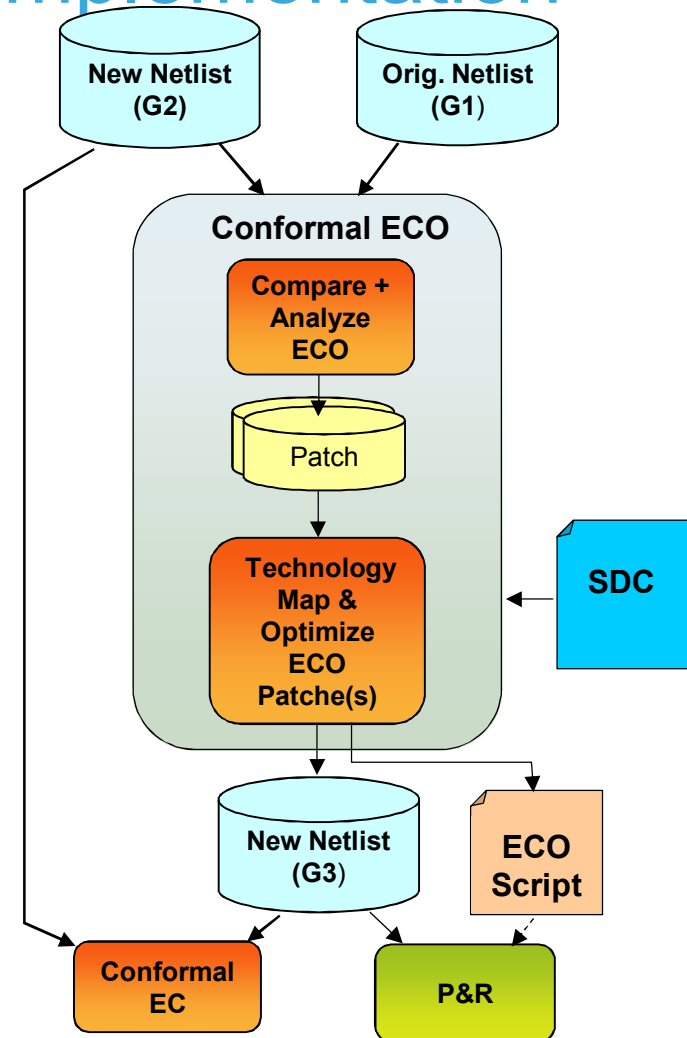 New Netlist
(G2)
Orig. Netlist
(G1)
Conformal ECO
Compare +
Analyze
ECO
Patch
Technology
Map &
Optimize
ECO
Patche(s)
SDC
New Netlist
(G3)
ECO
Script
Conformal
EC
P&R